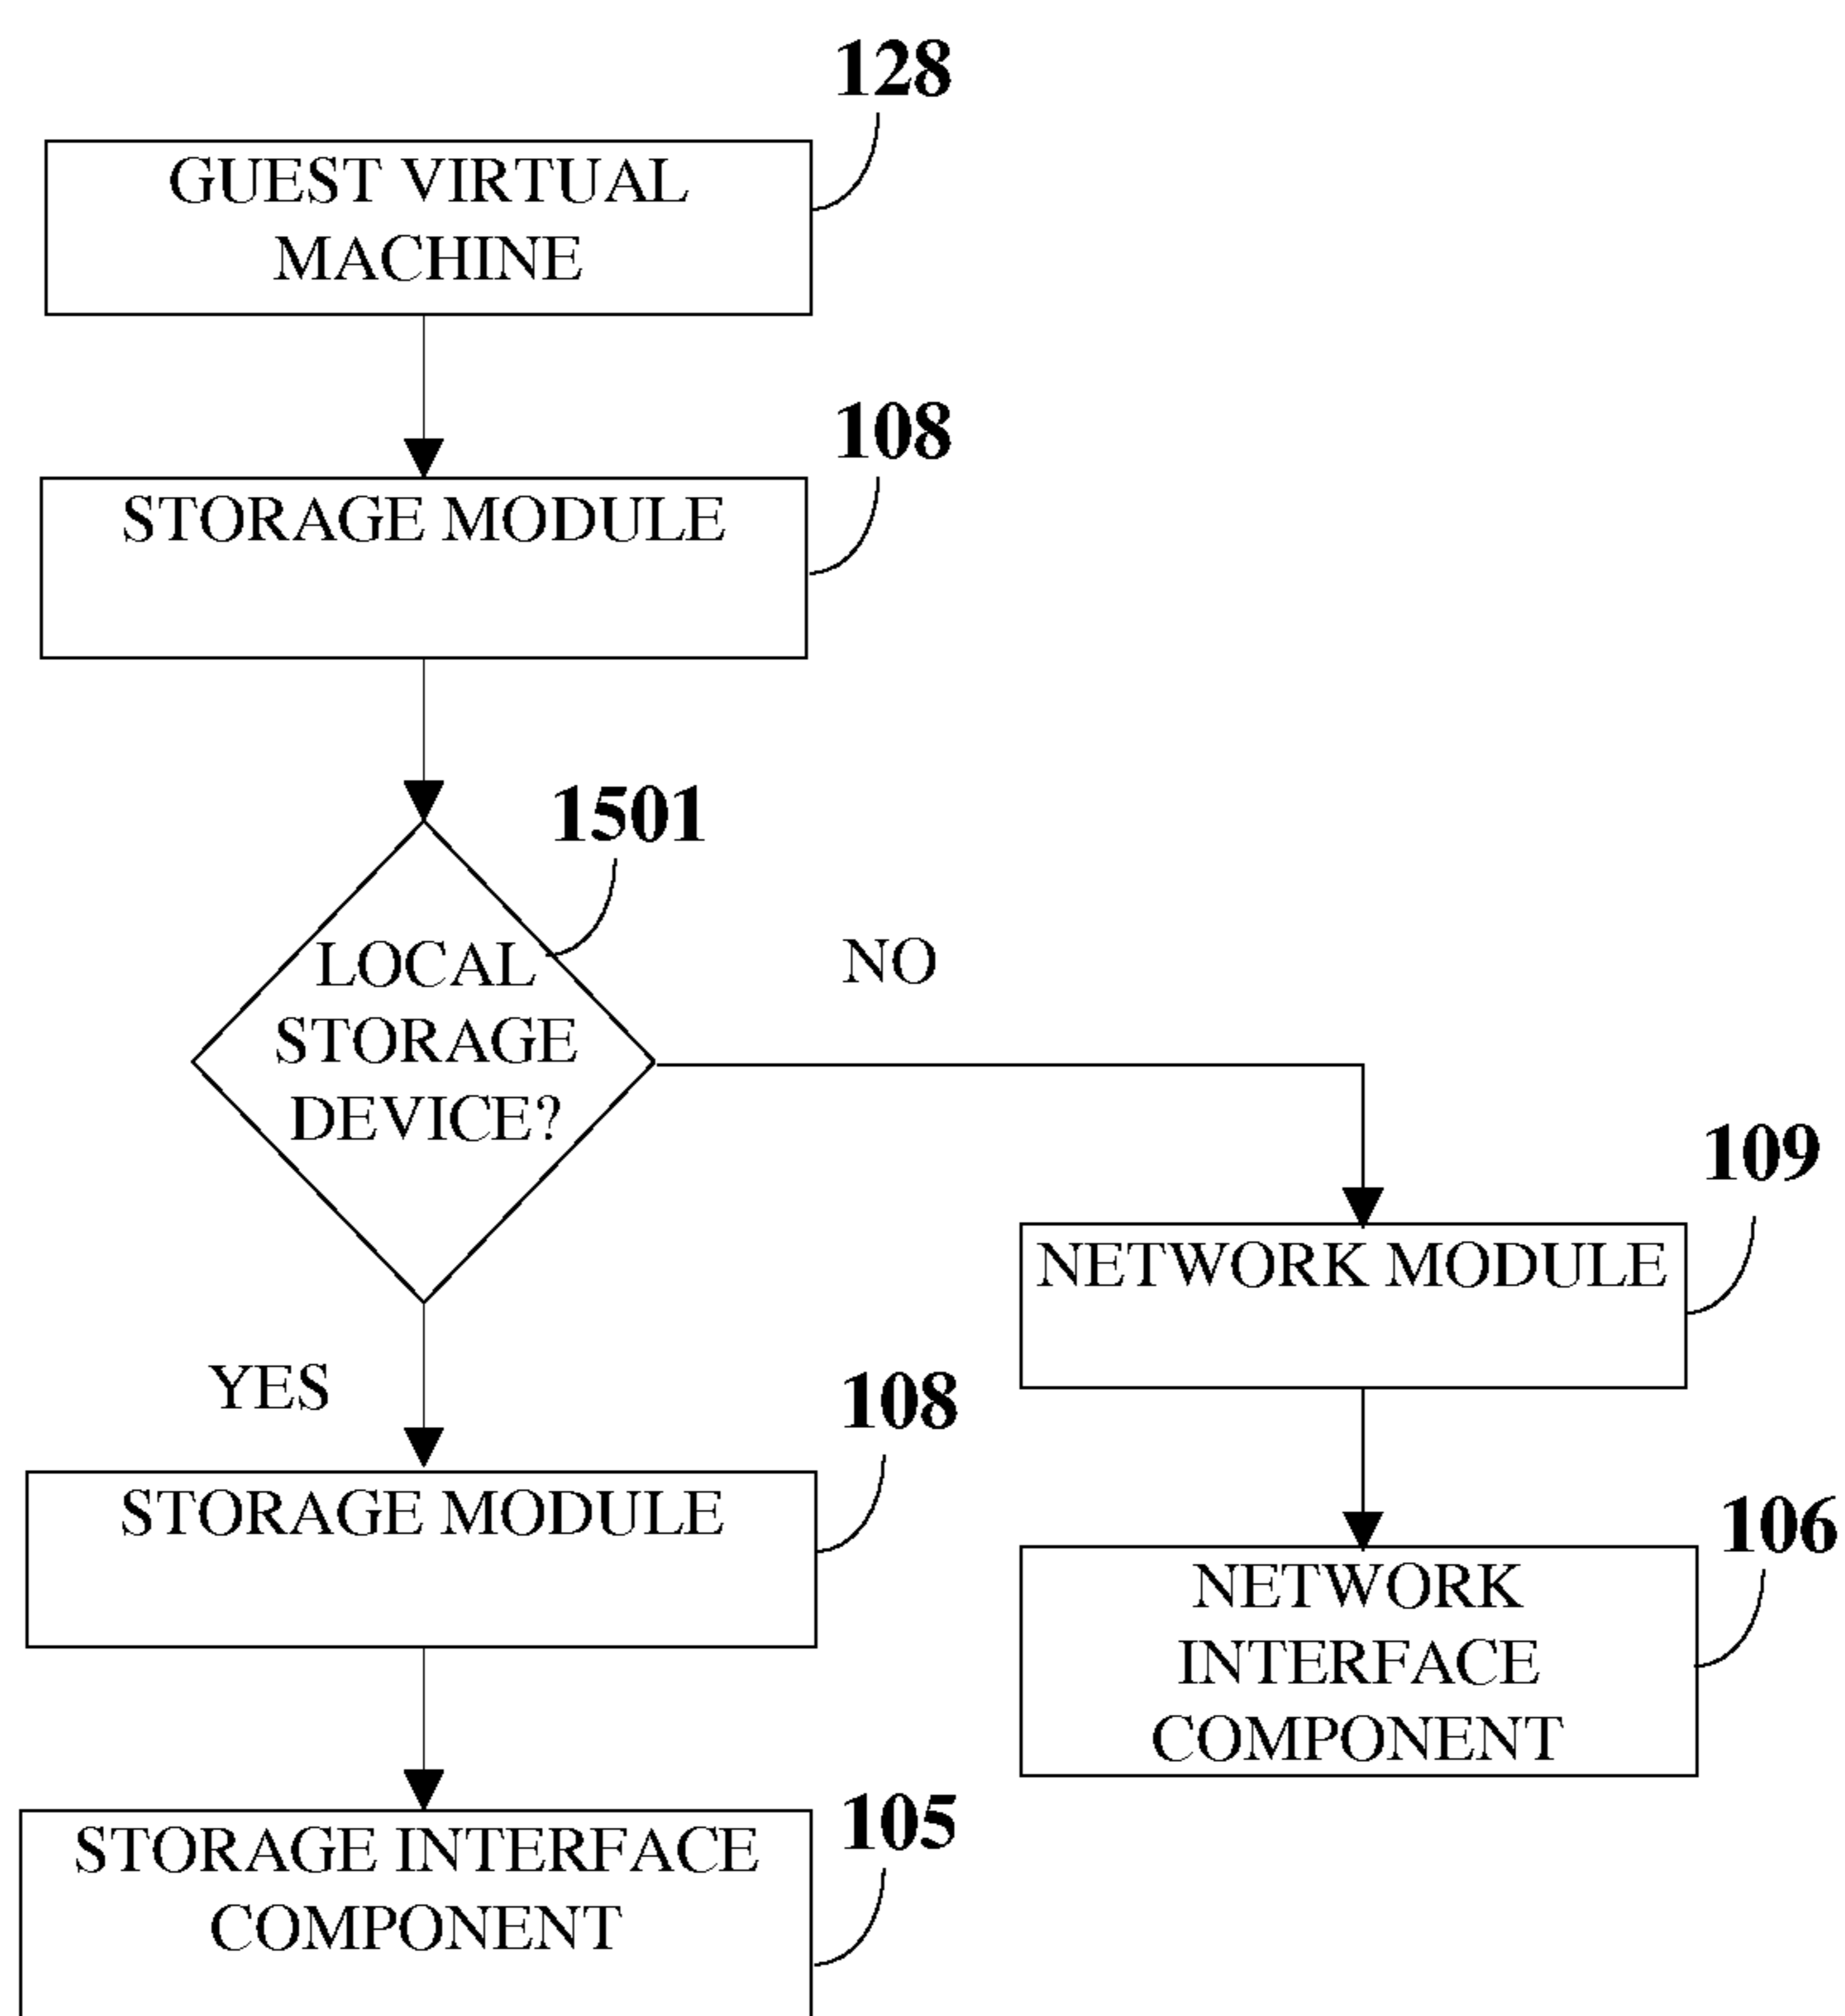 128
GUEST VIRTUAL
MACHINE
108
STORAGE MODULE
1501
LOCAL
STORAGE
DEVICE?
NO
YES
109
NETWORK MODULE
108
STORAGE MODULE
106
NETWORK
INTERFACE
COMPONENT
105
STORAGE INTERFACE
COMPONENT